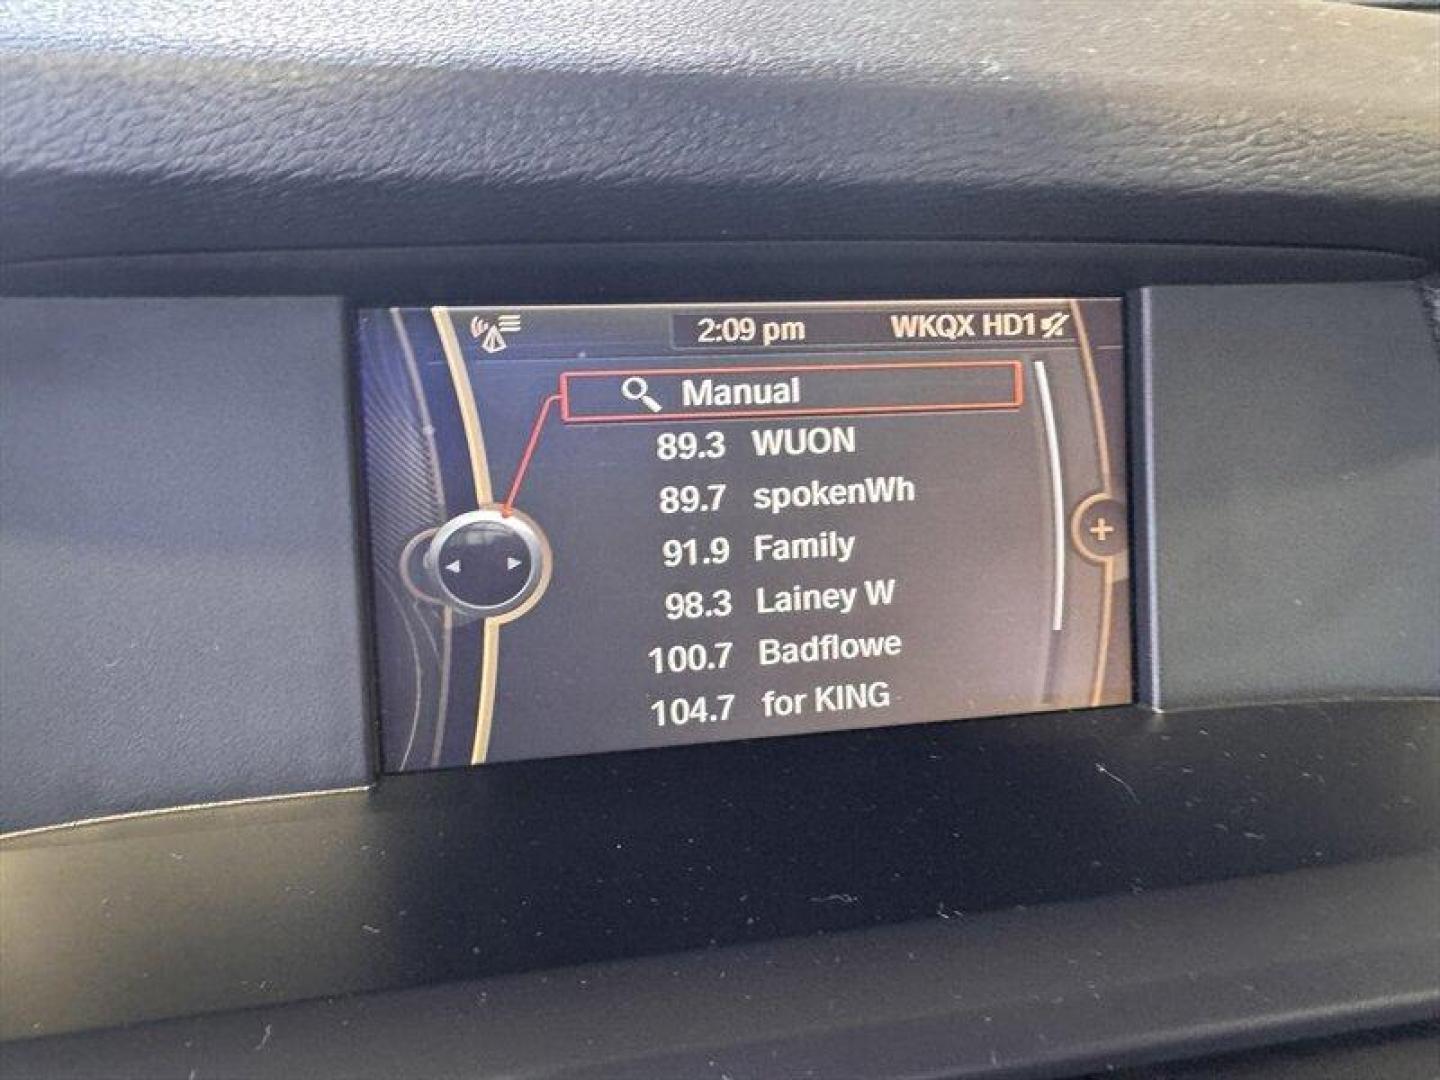 2:09 pm WKQX HD1
Manual
89.3 WUON
89.7 spokenWh
91.9 Family
98.3 Lainey W
100.7 Badflowe
104.7 for KING